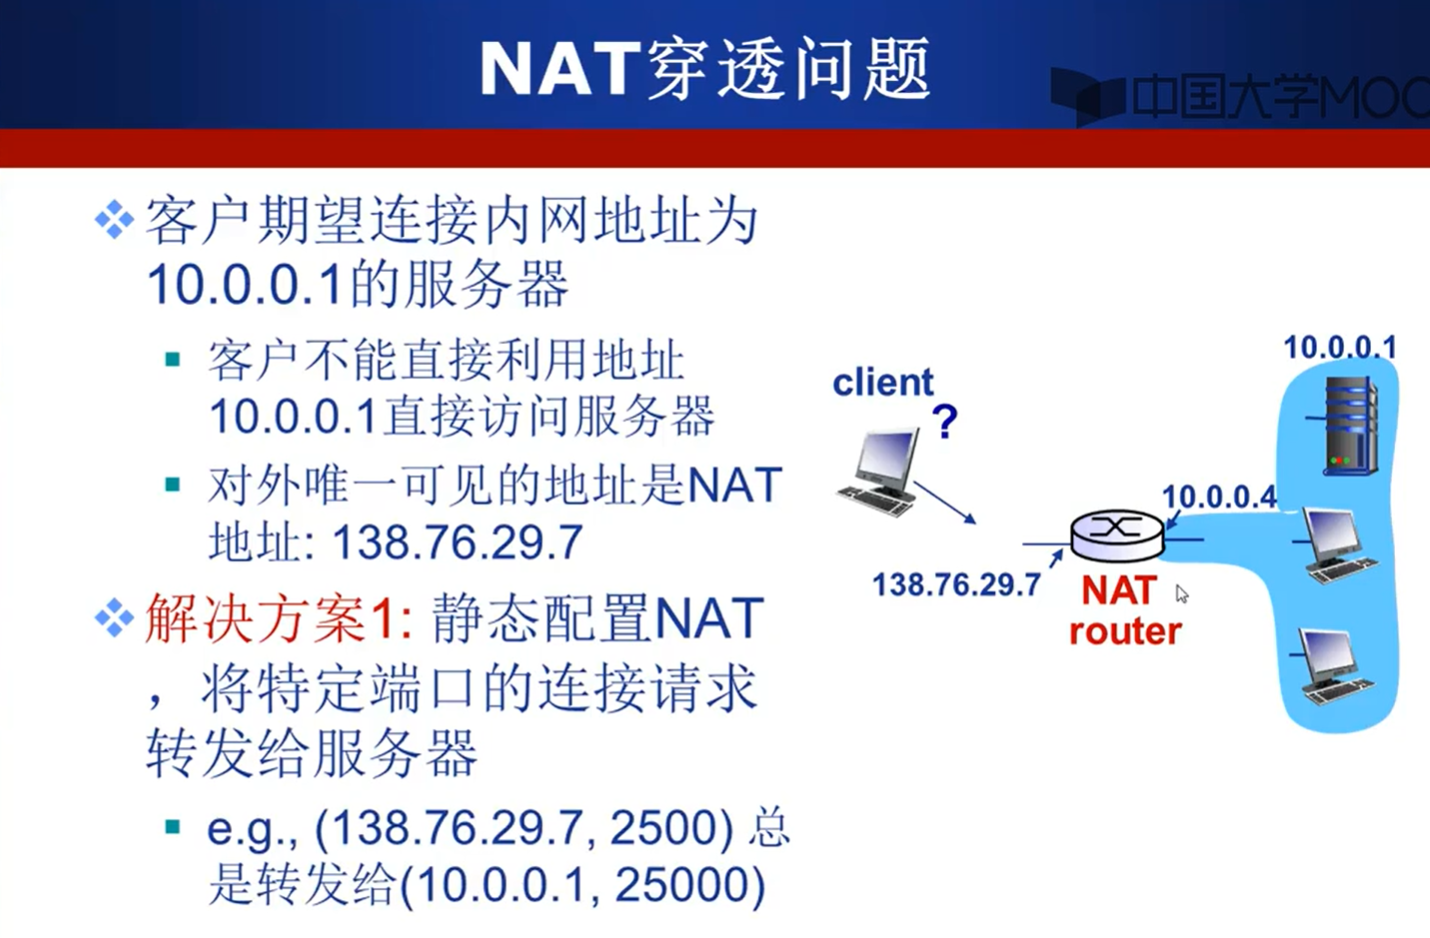 NAT穿透问题
中国大学MOO
客户期望连接内网地址为
10.0.0.1的服务器
客户不能直接利用地址
10.0.0.1直接访问服务器
对外唯一可见的地址是NAT
地址: 138.76.29.7
解决方案1: 静态配置NAT
，将特定端口的连接请求
转发给服务器
e.g., (138.76.29.7, 2500) 总
是转发给(10.0.0.1, 25000)
10.0.0.1
client
?
10.0.0.4
138.76.29.7
NAT
router